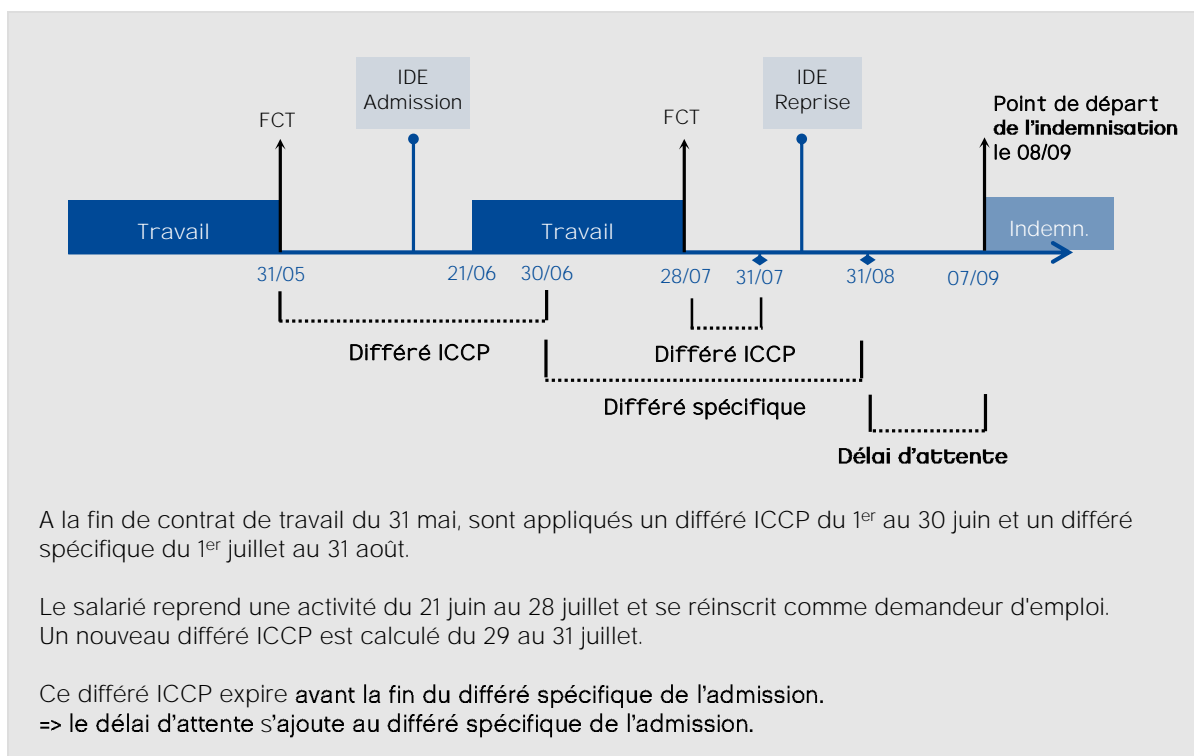 IDE
Admission
IDE
Reprise
Point de départ
de l'indemnisation
le 08/09
FCT
FCT
Travail
Travail
Indemn.
31/05
21/06
30/06
28/07
31/07
31/08
07/09
Différé ICCP
Différé ICCP
Différé spécifique
Délai d'attente
A la fin de contrat de travail du 31 mai, sont appliqués un différé ICCP du 1er au 30 juin et un différé
spécifique du 1er juillet au 31 août.
Le salarié reprend une activité du 21 juin au 28 juillet et se réinscrit comme demandeur d'emploi.
Un nouveau différé ICCP est calculé du 29 au 31 juillet.
Ce différé ICCP expire avant la fin du différé spécifique de l'admission.
=> le délai d'attente s'ajoute au différé spécifique de l'admission.